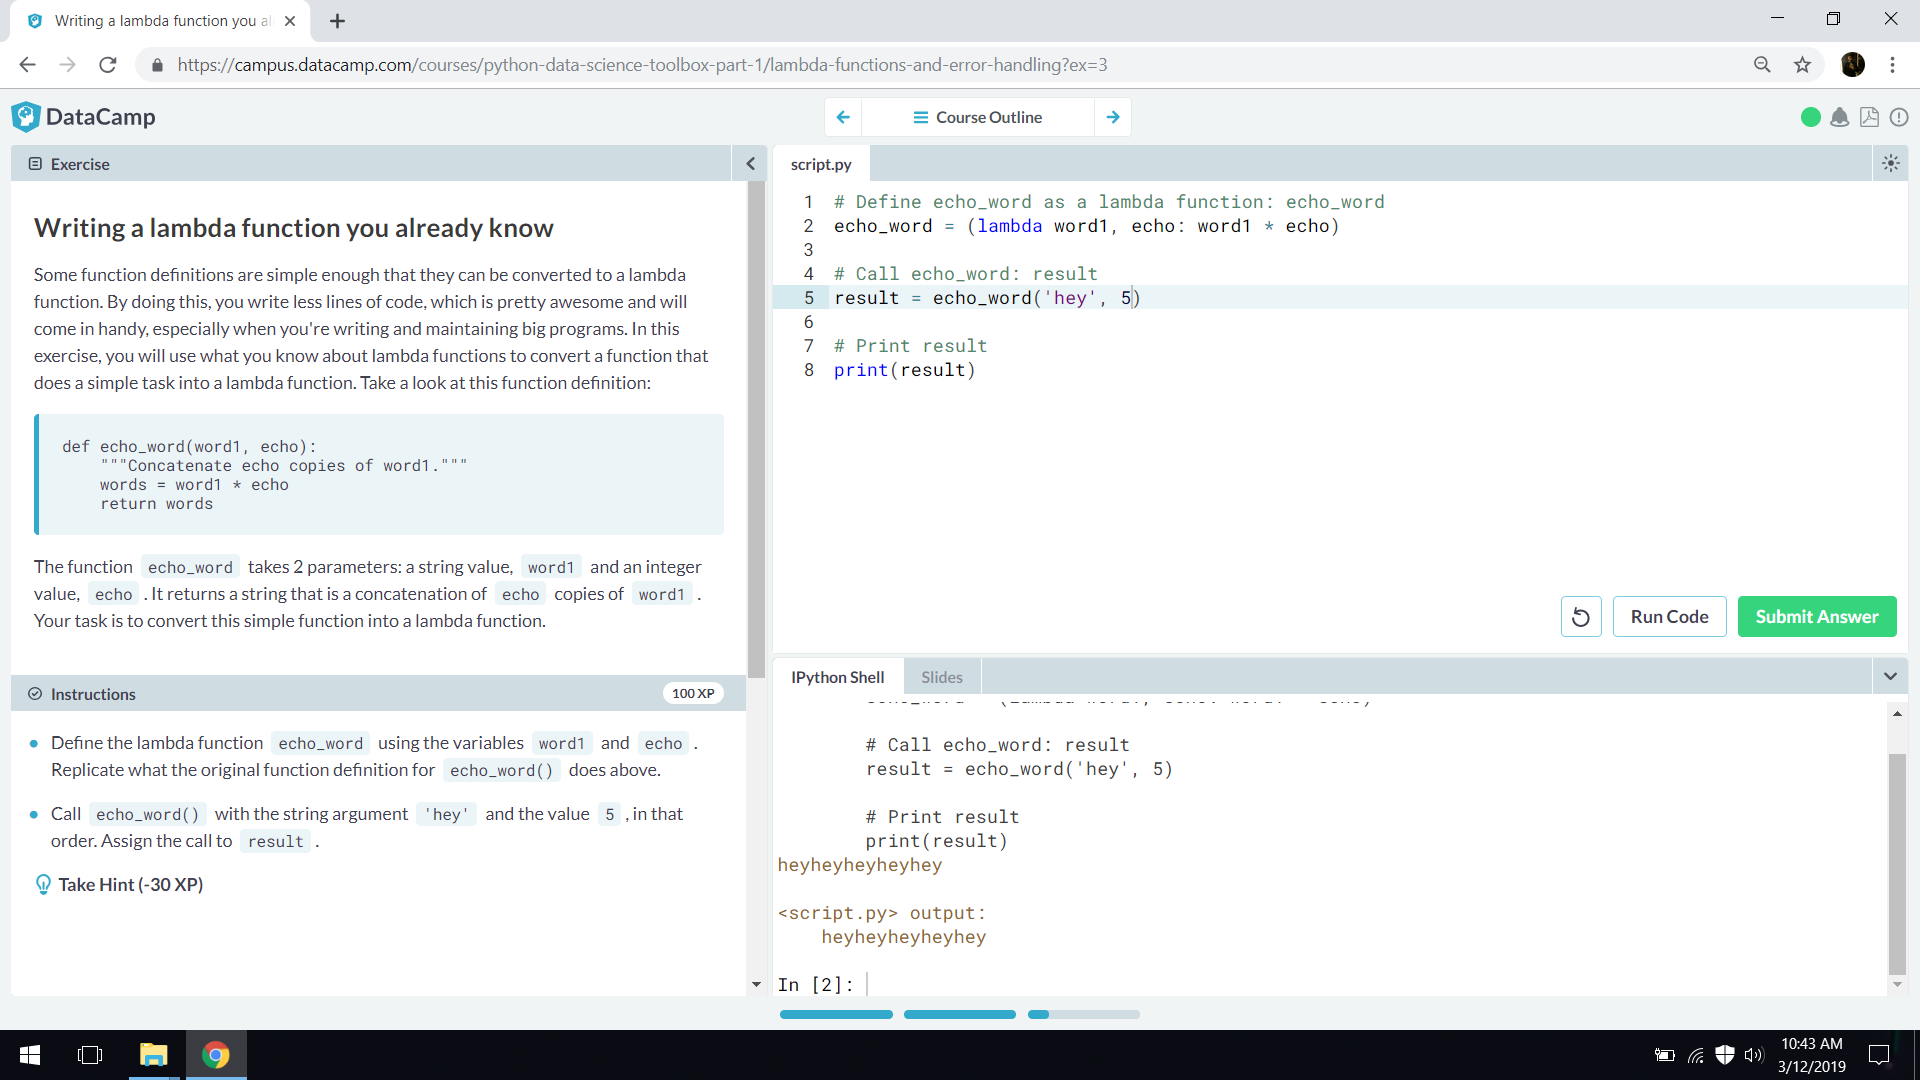 Writing a lambda function you al
https://campus.datacamp.com/courses/python-data-science-toolbox-part-1/lambda-functions-and-error-handling?ex=3
DataCamp
Course Outline
Exercise
Writing a lambda function you already know
Some function definitions are simple enough that they can be converted to a lambda
function. By doing this, you write less lines of code, which is pretty awesome and will
come in handy, especially when you're writing and maintaining big programs. In this
exercise, you will use what you know about lambda functions to convert a function that
does a simple task into a lambda function. Take a look at this function definition:
def echo_word(word1, echo):
    """Concatenate echo copies of word1."""
    words = word1 * echo
    return words
The function echo_word takes 2 parameters: a string value, word1 and an integer
value, echo . It returns a string that is a concatenation of echo copies of word1 .
Your task is to convert this simple function into a lambda function.
Instructions
100 XP
Define the lambda function echo_word using the variables word1 and echo .
Replicate what the original function definition for echo_word() does above.
Call echo_word() with the string argument 'hey' and the value 5 , in that
order. Assign the call to result .
Take Hint (-30 XP)
script.py
1 # Define echo_word as a lambda function: echo_word
2 echo_word = (lambda word1, echo: word1 * echo)
3
4 # Call echo_word: result
5 result = echo_word('hey', 5)
6
7 # Print result
8 print(result)
Run Code
Submit Answer
IPython Shell
Slides
# Call echo_word: result
result = echo_word('hey', 5)
# Print result
print(result)
heyheyheyheyhey
<script.py> output:
    heyheyheyheyhey
In [2]:
10:43 AM
3/12/2019